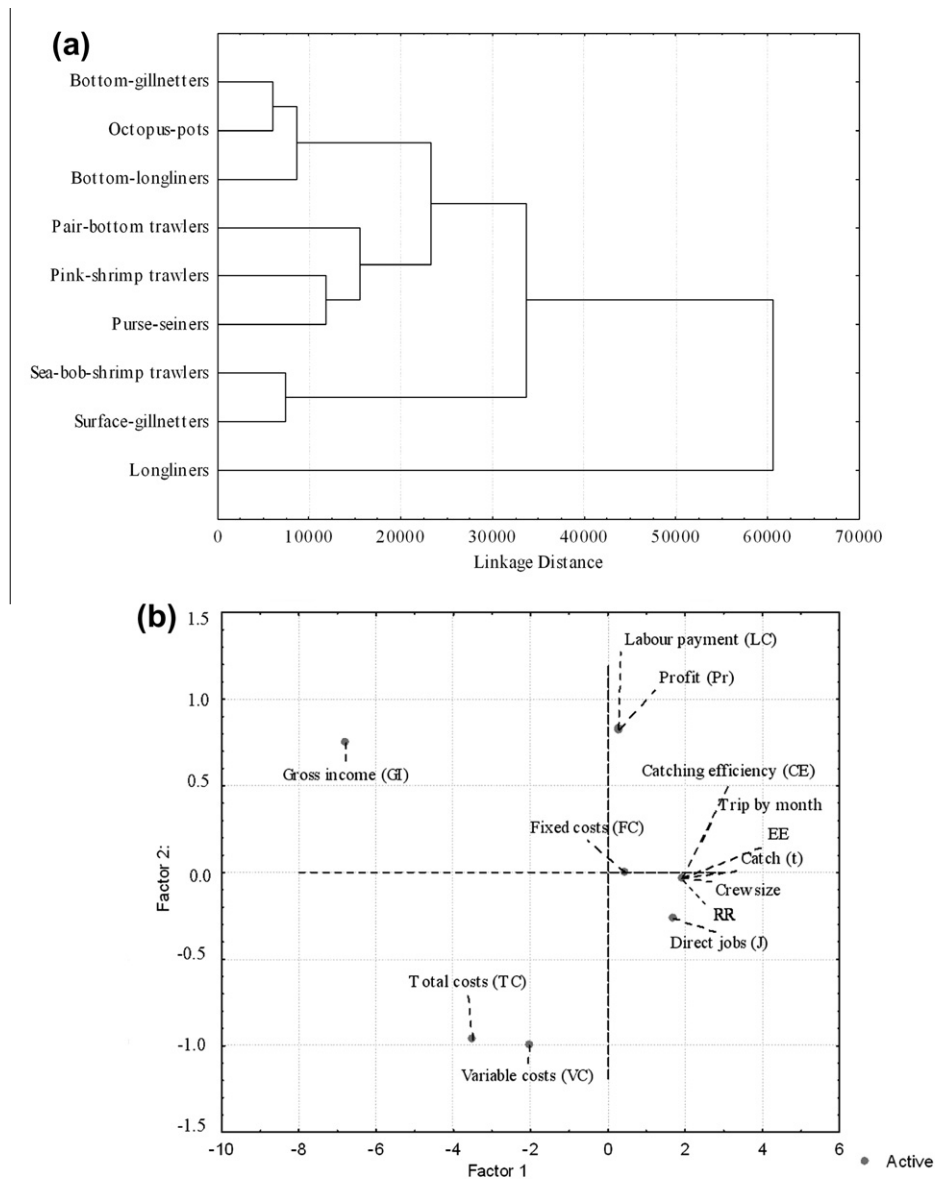 (a)
Bottom-gillnetters
Octopus-pots
Bottom-longliners
Pair-bottom trawlers
Pink-shrimp trawlers
Purse-seiners
Sea-bob-shrimp trawlers
Surface-gillnetters
Longliners
0 10000 20000 30000 40000 50000 60000 70000
Linkage Distance
(b)
1.5
Labour payment (LC)
Profit (Pr)
1.0
Gross income (GI)
Catching efficiency (CE)
0.5
Trip by month
Fixed costs (FC)
EE
Catch (t)
0.0
Crew size
RR
Direct jobs (J)
-0.5
Total costs (TC)
-1.0
Variable costs (VC)
-1.5
Factor 2:
-10 -8 -6 -4 -2 0 2 4 6
Factor 1
Active